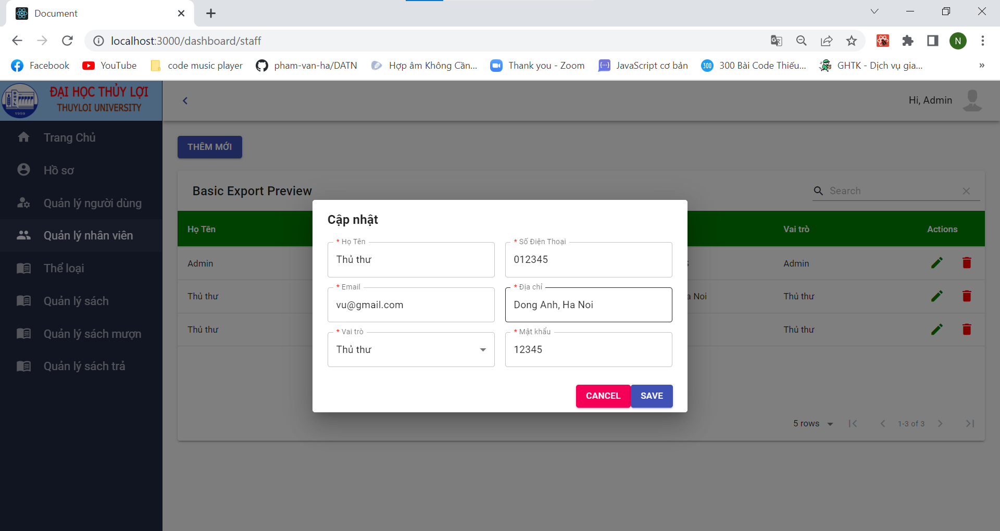 Document
localhost:3000/dashboard/staff
N
Facebook
YouTube
code music player
pham-van-ha/DATN
Hợp âm Không Cần...
Thank you - Zoom
JavaScript cơ bản
300
300 Bài Code Thiếu...
GHTK - Dịch vụ gia...
»
ĐẠI HỌC THỦY LỢI
THUYLOI UNIVERSITY
1959
Hi, Admin
Trang Chủ
Hồ sơ
Quản lý người dùng
Quản lý nhân viên
Thể loại
Quản lý sách
Quản lý sách mượn
Quản lý sách trả
THÊM MỚI
Basic Export Preview
Search
Họ Tên
Vai trò
Actions
Admin
Admin
Thủ thư
a Noi
Thủ thư
Thủ thư
Thủ thư
Cập nhật
* Họ Tên
Thủ thư
* Số Điện Thoại
012345
* Email
vu@gmail.com
* Địa chỉ
Dong Anh, Ha Noi
* Vai trò
Thủ thư
* Mật khẩu
12345
CANCEL
SAVE
5 rows
1-3 of 3